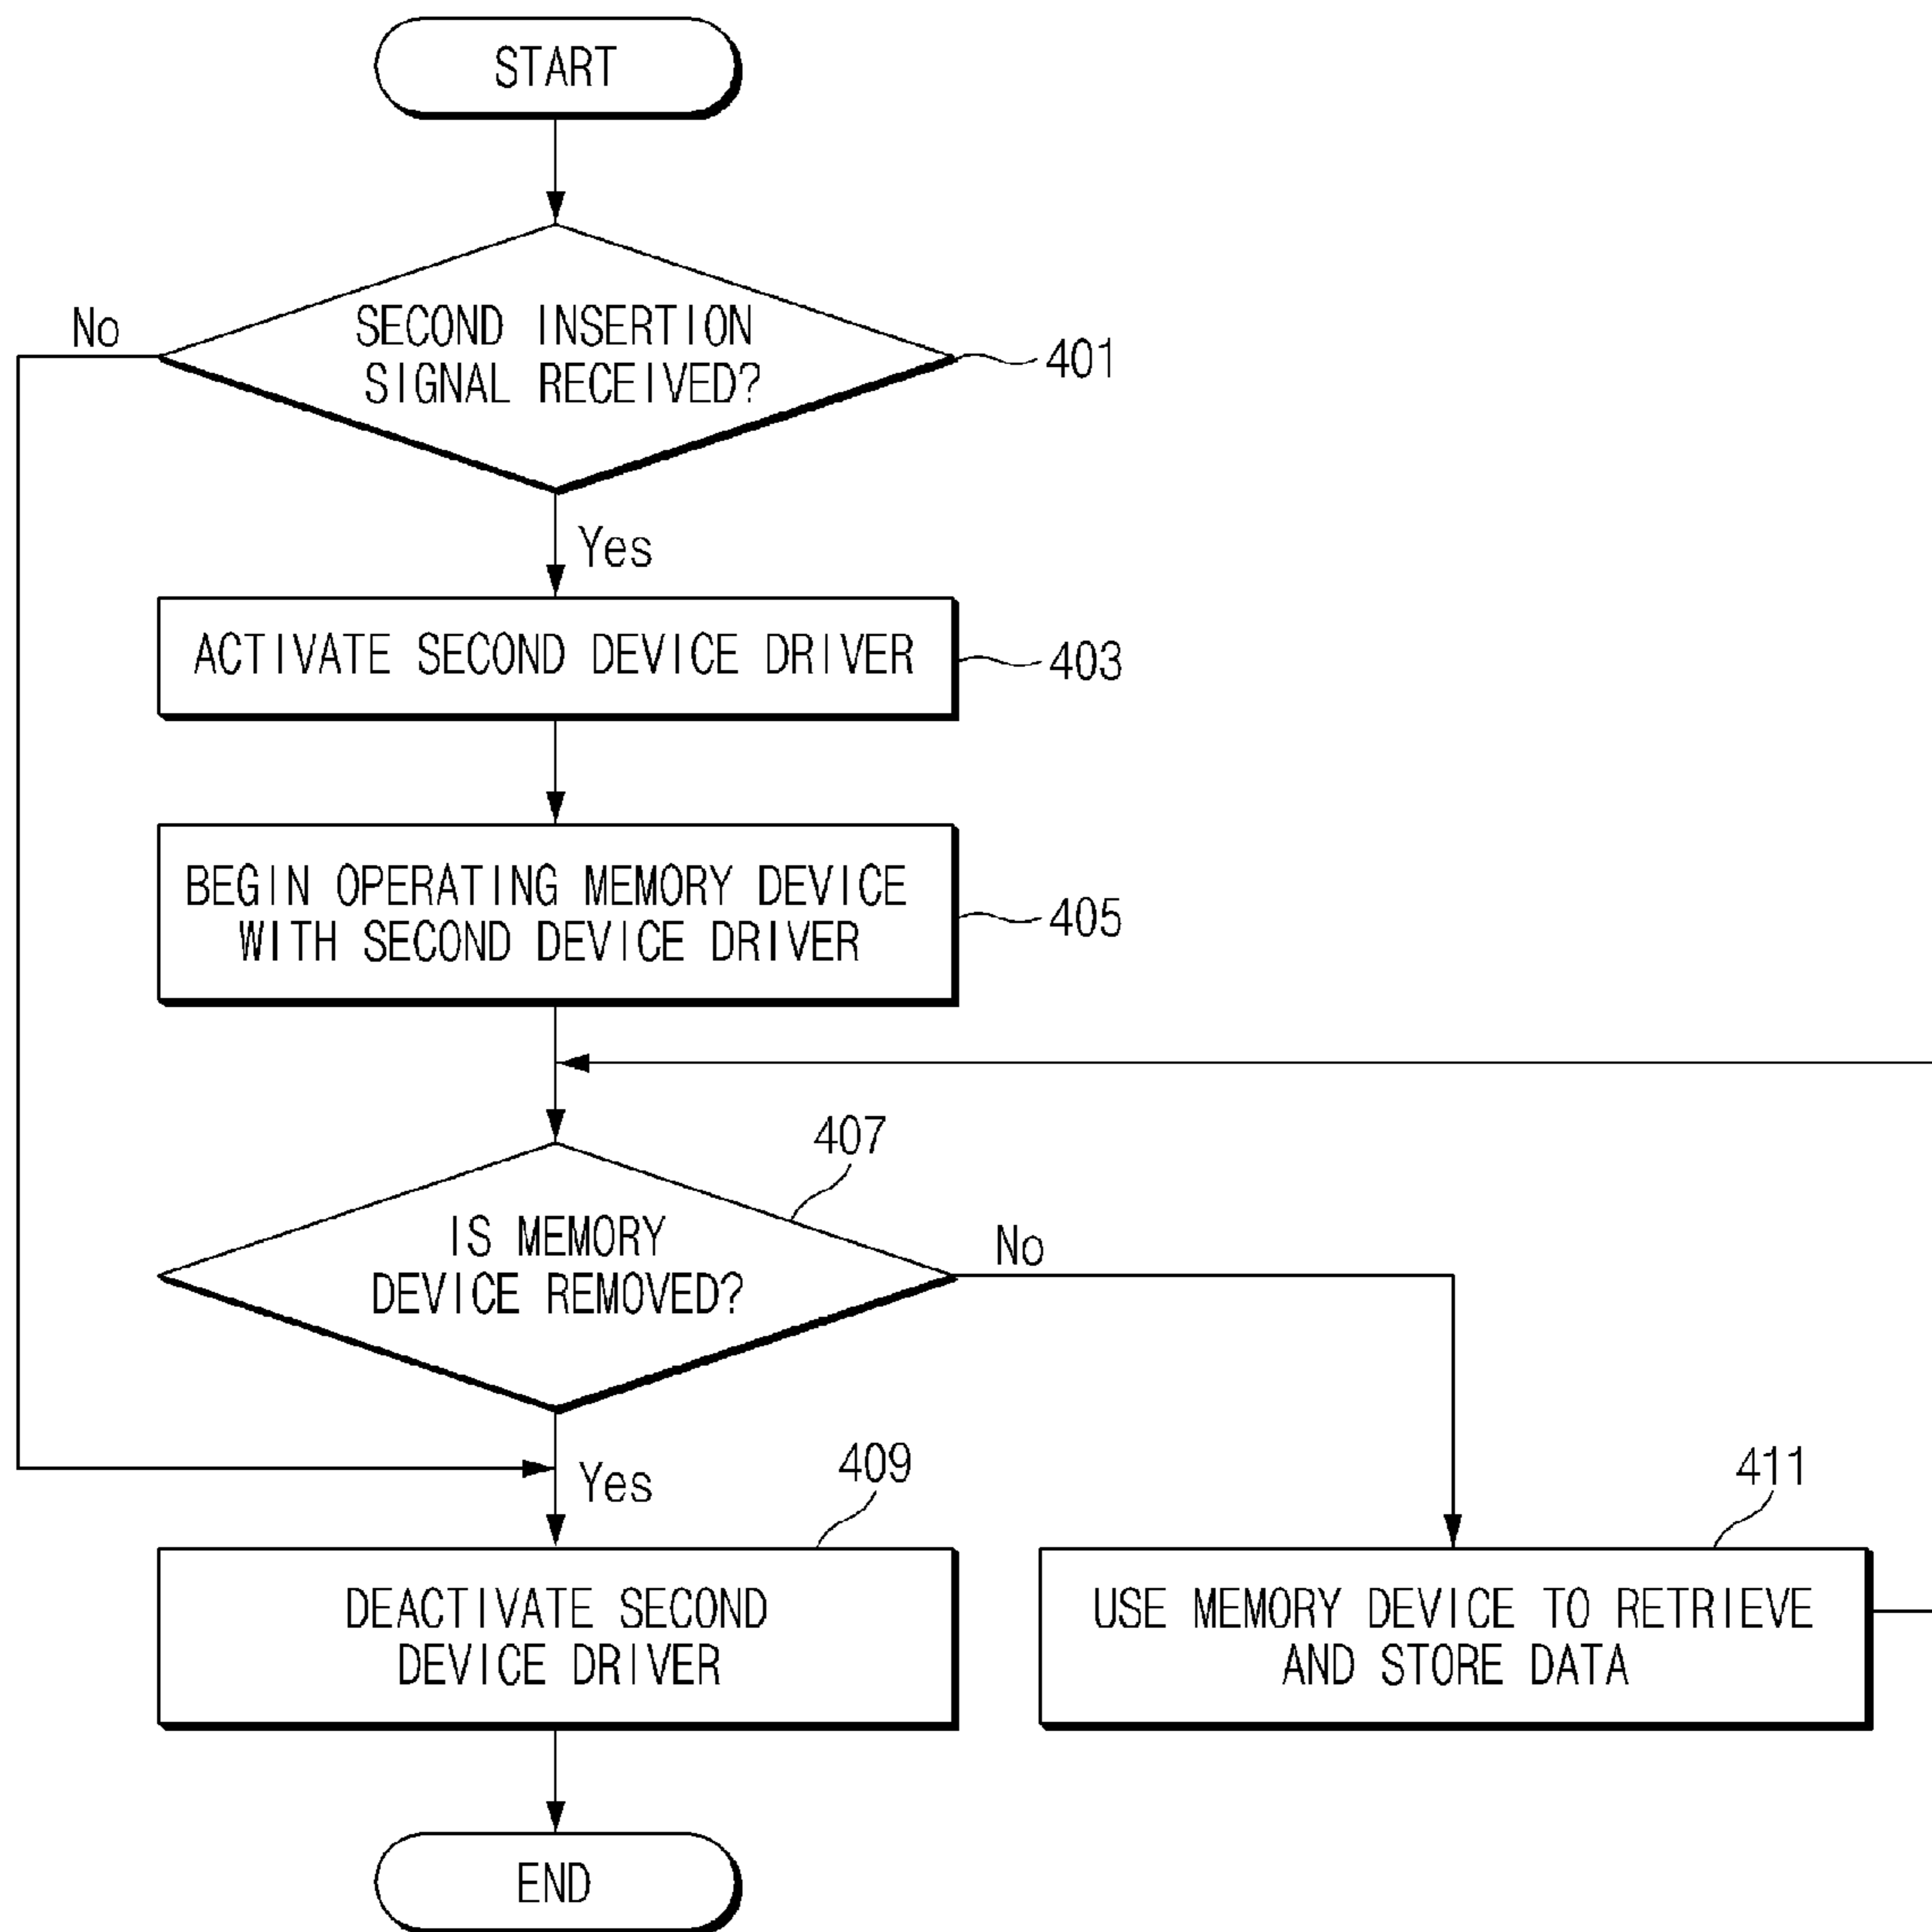 START
No
SECOND INSERTION
SIGNAL RECEIVED?
401
Yes
ACTIVATE SECOND DEVICE DRIVER
403
BEGIN OPERATING MEMORY DEVICE
WITH SECOND DEVICE DRIVER
405
407
IS MEMORY
DEVICE REMOVED?
No
Yes
409
411
DEACTIVATE SECOND
DEVICE DRIVER
USE MEMORY DEVICE TO RETRIEVE
AND STORE DATA
END